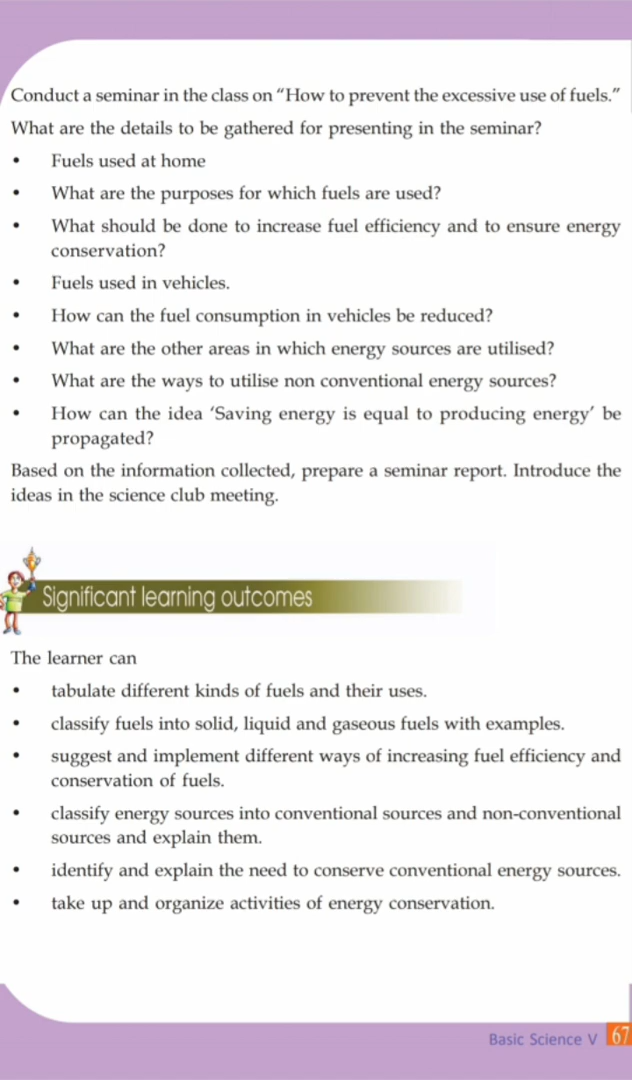 Conduct a seminar in the class on “How to prevent the excessive use of fuels.”
What are the details to be gathered for presenting in the seminar?
• Fuels used at home
• What are the purposes for which fuels are used?
• What should be done to increase fuel efficiency and to ensure energy
conservation?
• Fuels used in vehicles.
• How can the fuel consumption in vehicles be reduced?
• What are the other areas in which energy sources are utilised?
• What are the ways to utilise non conventional energy sources?
• How can the idea ‘Saving energy is equal to producing energy’ be
propagated?
Based on the information collected, prepare a seminar report. Introduce the
ideas in the science club meeting.
Significant learning outcomes
The learner can
• tabulate different kinds of fuels and their uses.
• classify fuels into solid, liquid and gaseous fuels with examples.
• suggest and implement different ways of increasing fuel efficiency and
conservation of fuels.
• classify energy sources into conventional sources and non-conventional
sources and explain them.
• identify and explain the need to conserve conventional energy sources.
• take up and organize activities of energy conservation.
Basic Science V 67